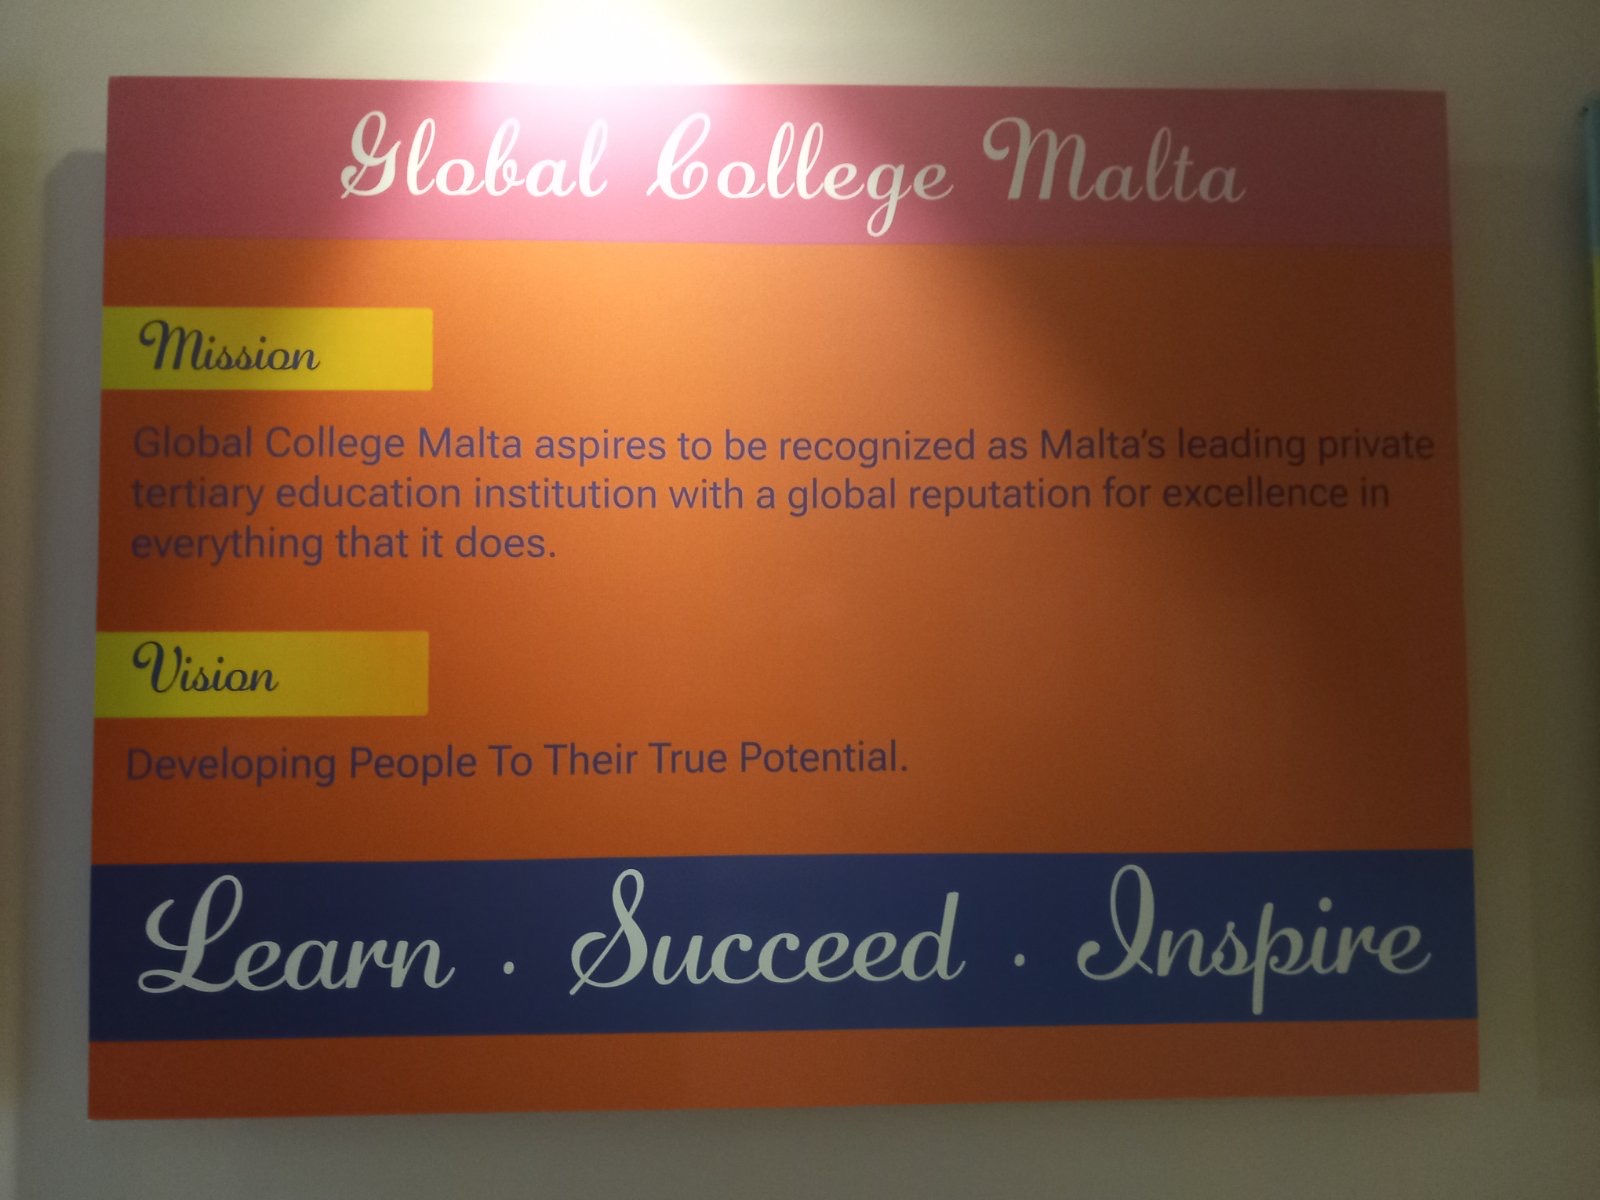 Global College Malta
Mission
Global College Malta aspires to be recognized as Malta's leading private
tertiary education institution with a global reputation for excellence in
everything that it does.
Vision
Developing People To Their True Potential.
Learn · Succeed · Inspire